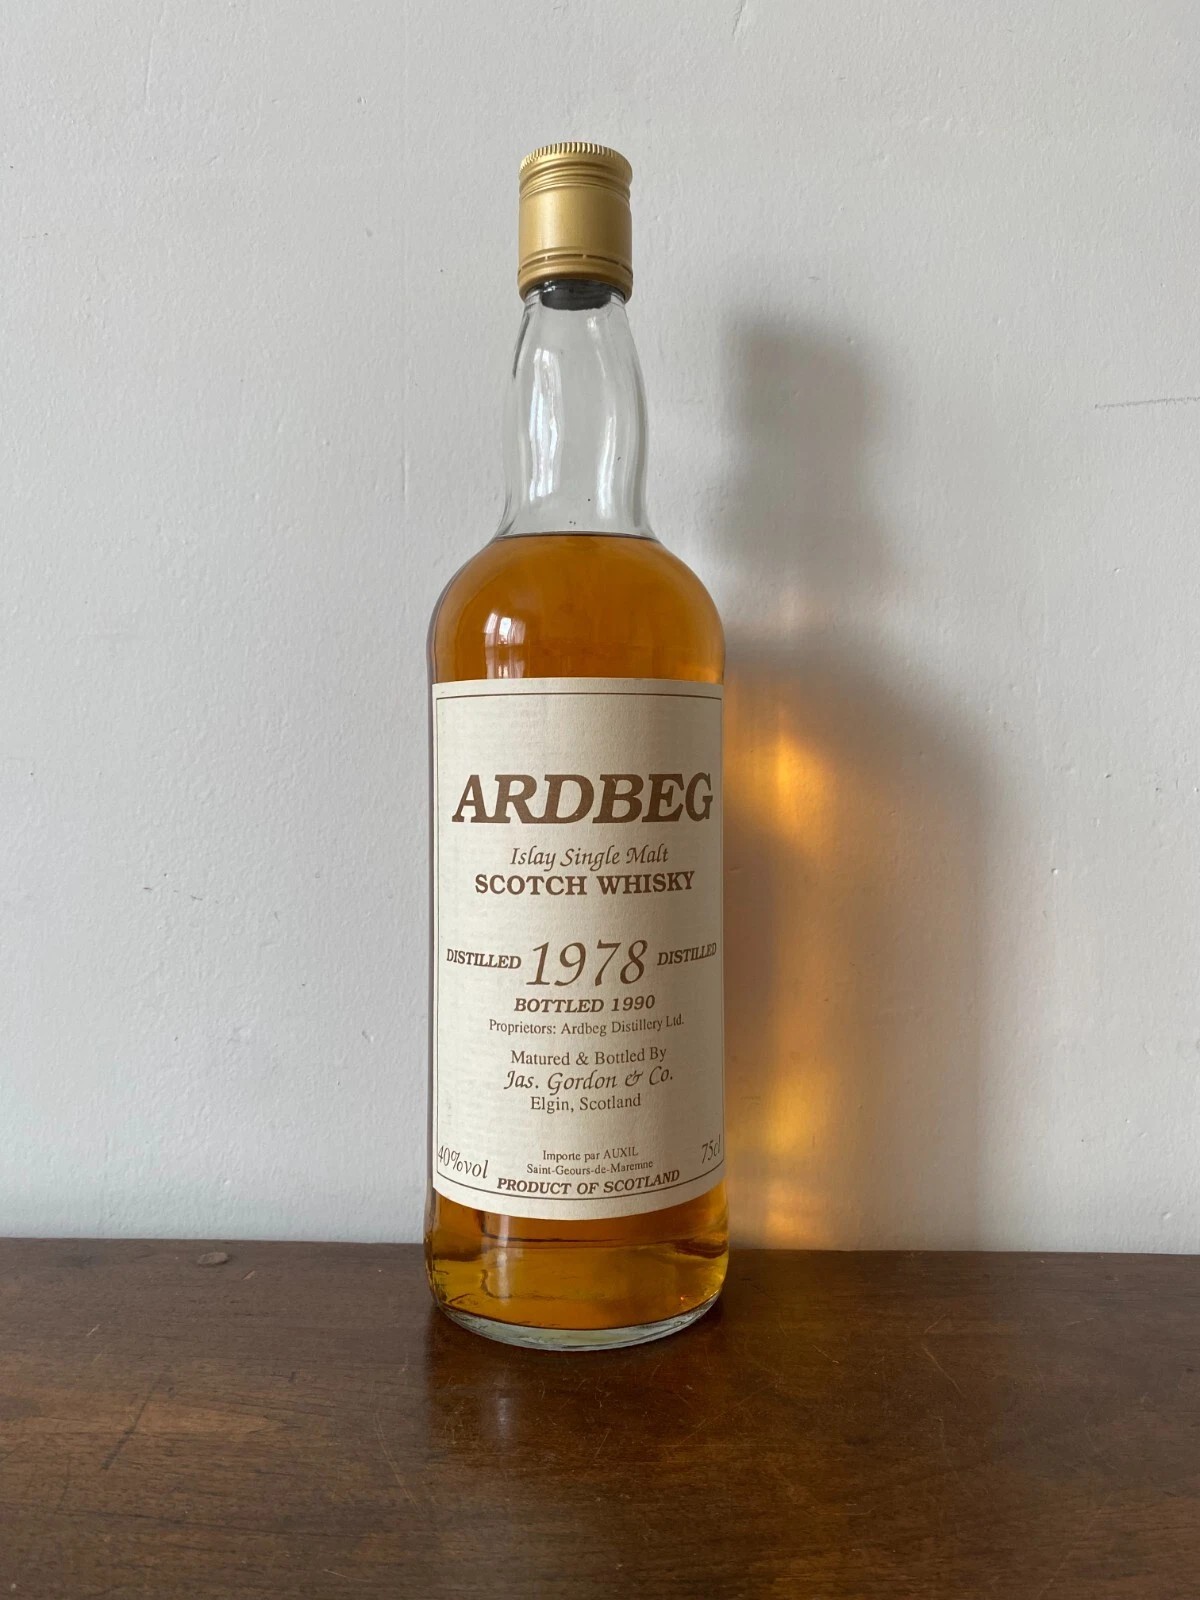 ARDBEG
Islay Single Malt
SCOTCH WHISKY
DISTILLED 1978 DISTILLED
BOTTLED 1990
Proprietors: Ardbeg Distillery Ltd.
Matured & Bottled By
Jas. Gordon & Co.
Elgin, Scotland
Importe par AUXIL
Saint-Geours-de-Maremne
40%vol PRODUCT OF SCOTLAND 75cl